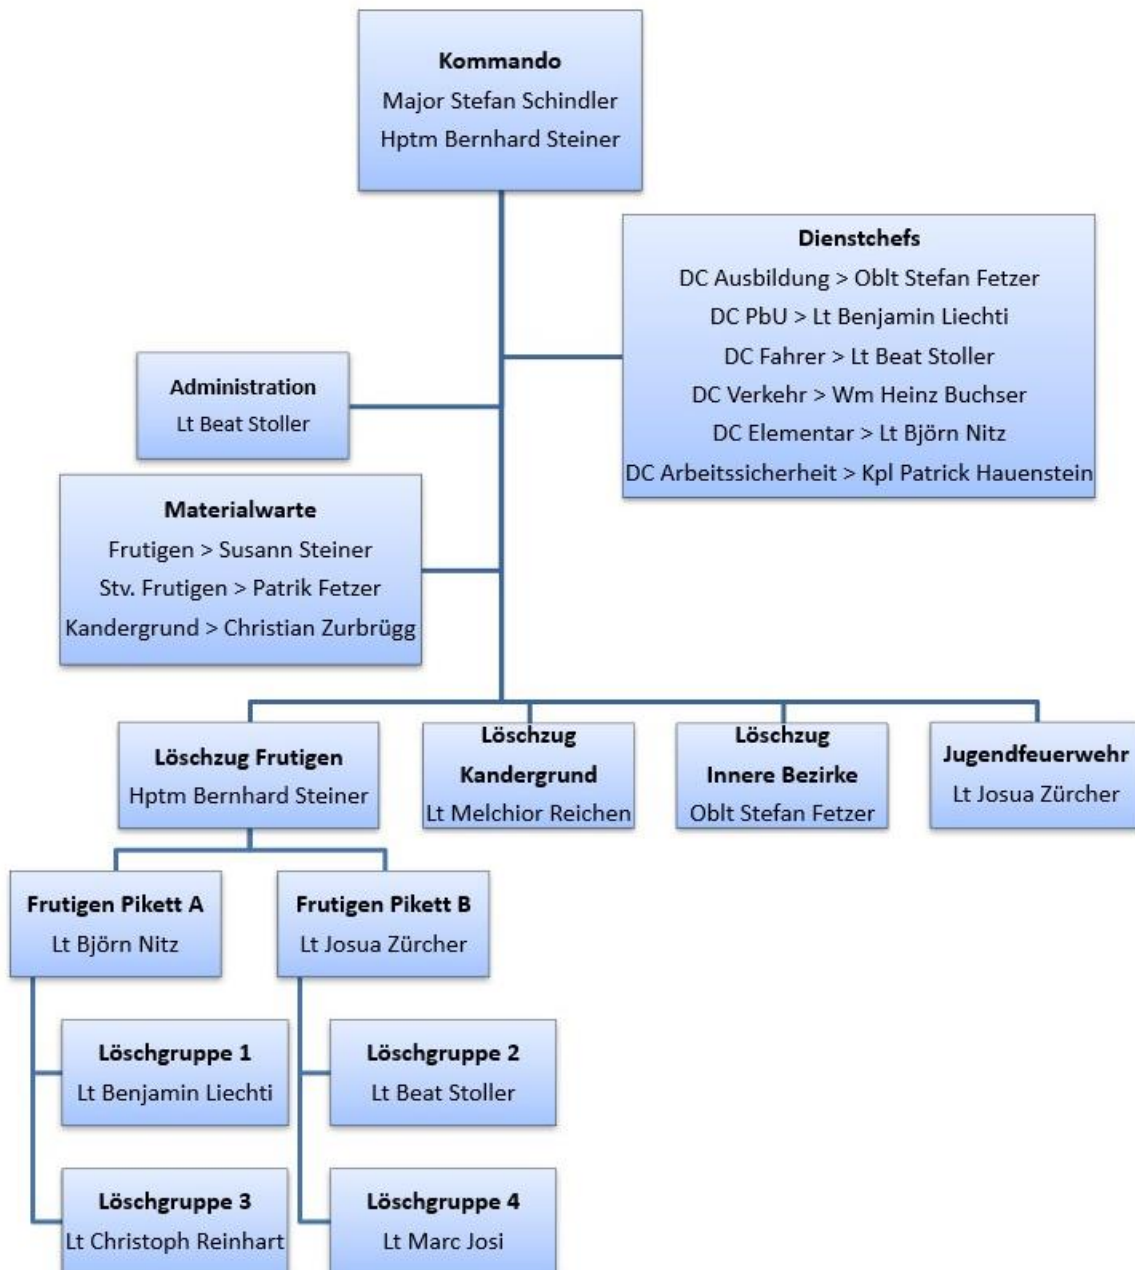 Kommando
Major Stefan Schindler
Hptm Bernhard Steiner
Dienstchefs
DC Ausbildung > Oblt Stefan Fetzer
DC PbU > Lt Benjamin Liechti
DC Fahrer > Lt Beat Stoller
DC Verkehr > Wm Heinz Buchser
DC Elementar > Lt Björn Nitz
DC Arbeitssicherheit > Kpl Patrick Hauenstein
Administration
Lt Beat Stoller
Materialwarte
Frutigen > Susann Steiner
Stv. Frutigen > Patrik Fetzer
Kandergrund > Christian Zurbrügg
Löschzug Frutigen
Hptm Bernhard Steiner
Löschzug
Kandergrund
Lt Melchior Reichen
Löschzug
Innere Bezirke
Oblt Stefan Fetzer
Jugendfeuerwehr
Lt Josua Zürcher
Frutigen Pikett A
Lt Björn Nitz
Frutigen Pikett B
Lt Josua Zürcher
Löschgruppe 1
Lt Benjamin Liechti
Löschgruppe 2
Lt Beat Stoller
Löschgruppe 3
Lt Christoph Reinhart
Löschgruppe 4
Lt Marc Josi